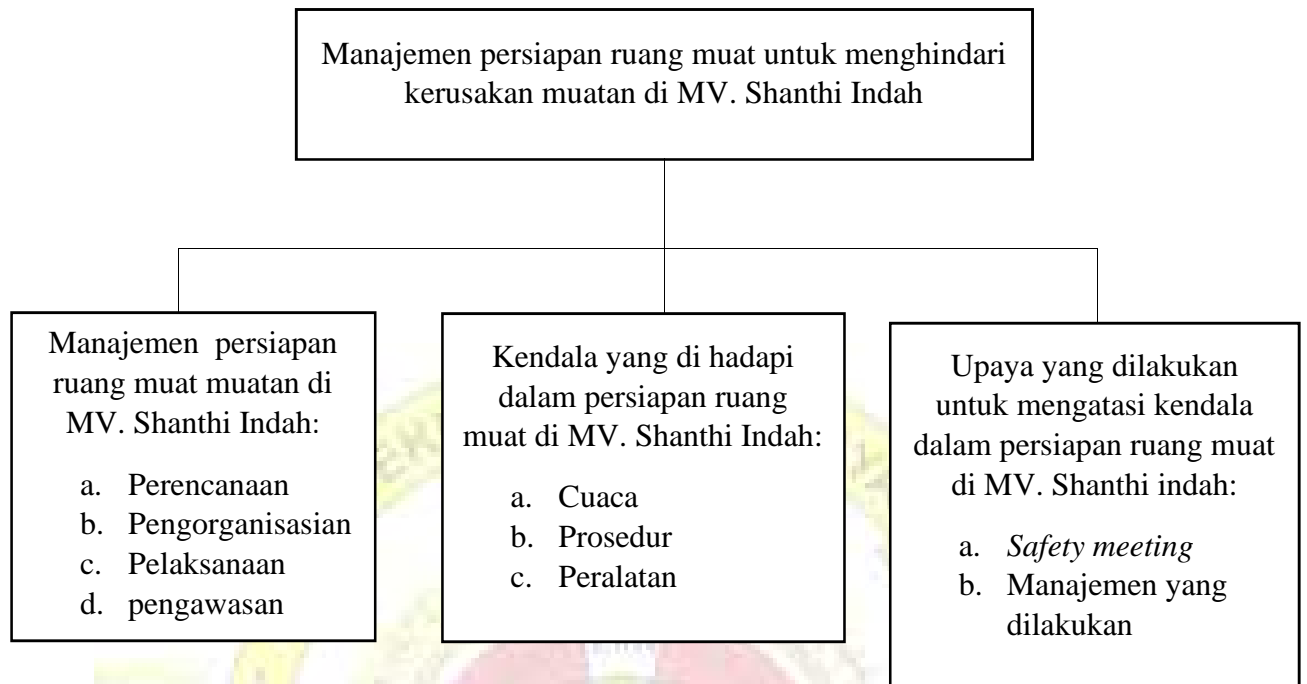 Manajemen persiapan ruang muat untuk menghindari
kerusakan muatan di MV. Shanthi Indah
Manajemen persiapan
ruang muat muatan di
MV. Shanthi Indah:
a. Perencanaan
b. Pengorganisasian
c. Pelaksanaan
d. pengawasan
Kendala yang di hadapi
dalam persiapan ruang
muat di MV. Shanthi Indah:
a. Cuaca
b. Prosedur
c. Peralatan
Upaya yang dilakukan
untuk mengatasi kendala
dalam persiapan ruang muat
di MV. Shanthi indah:
a. Safety meeting
b. Manajemen yang
dilakukan